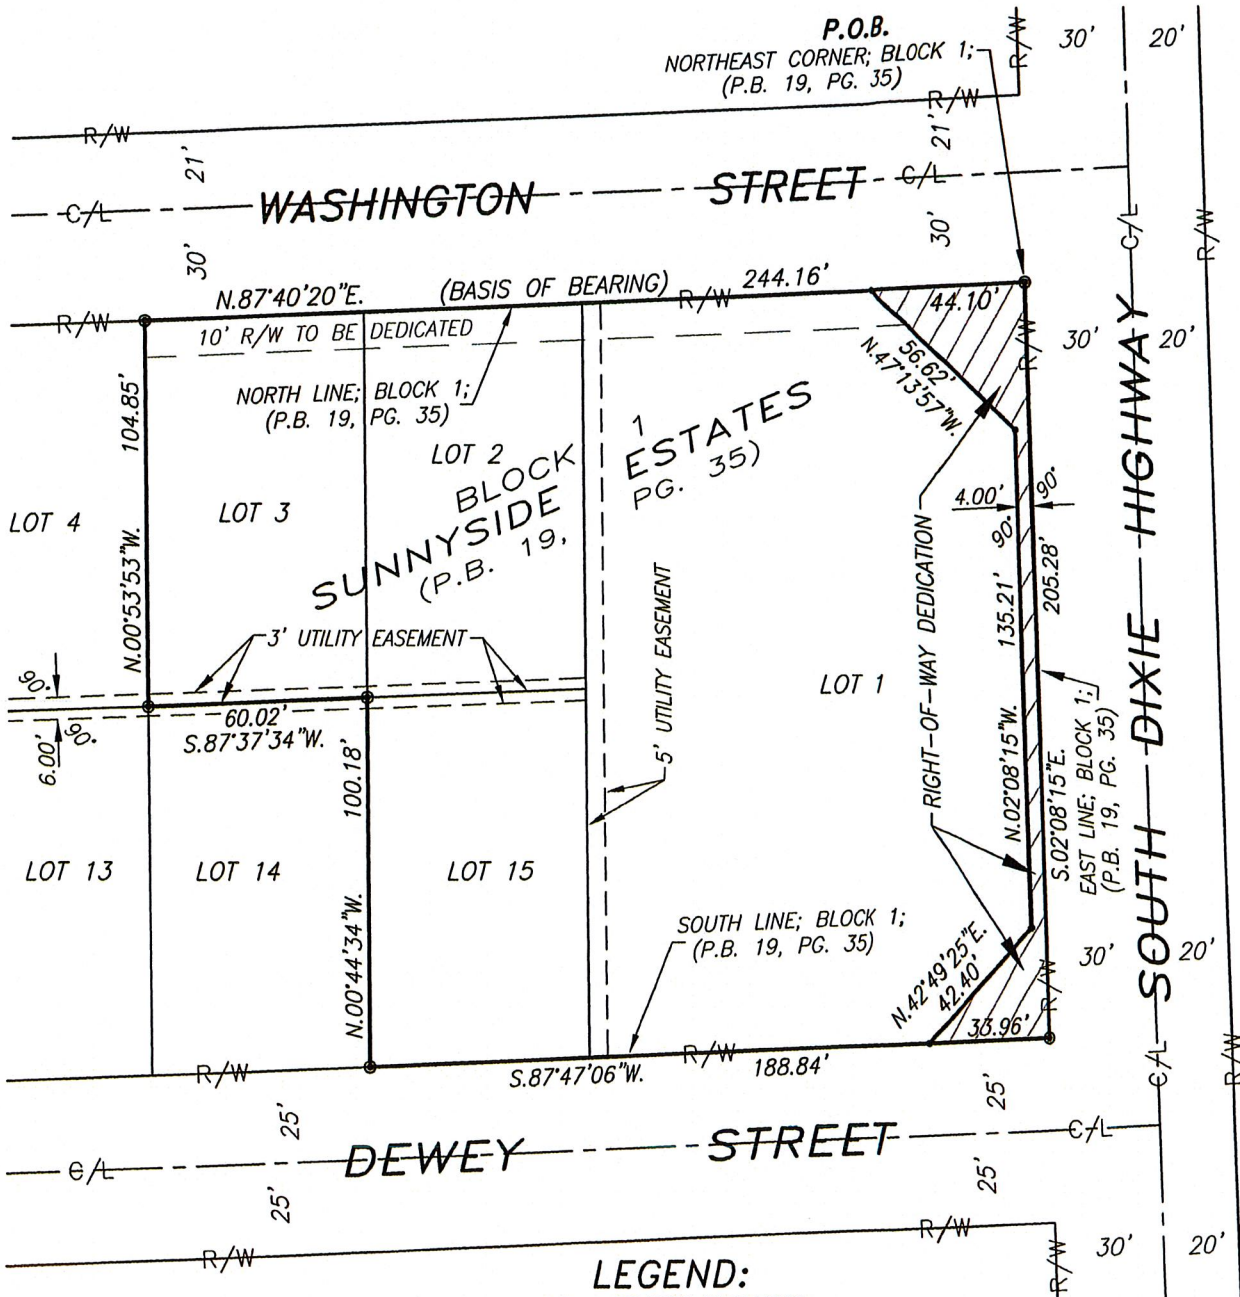 P.O.B.
NORTHEAST CORNER; BLOCK 1;
(P.B. 19, PG. 35)
R/W
30'
20'
R/W
R/W
21'
21'
WASHINGTON STREET
C/L
C/L
C/L
R/W
30'
30'
N.87°40'20"E.
(BASIS OF BEARING)
R/W
244.16'
44.10'
R/W
10' R/W TO BE DEDICATED
R/W
30'
20'
56.62'
N.47°13'57"W.
NORTH LINE; BLOCK 1;
(P.B. 19, PG. 35)
104.85'
N.00°53'53"W.
LOT 4
LOT 3
LOT 2
BLOCK 1
SUNNYSIDE ESTATES
(P.B. 19, PG. 35)
4.00'
90°
90°
135.21'
205.28'
RIGHT-OF-WAY DEDICATION
5' UTILITY EASEMENT
3' UTILITY EASEMENT
LOT 1
90°
90°
6.00'
60.02'
S.87°37'34"W.
100.18'
N.00°44'34"W.
N.02°08'15"W.
S.02°08'15"E.
EAST LINE; BLOCK 1;
(P.B. 19, PG. 35)
SOUTH DIXIE HIGHWAY
LOT 13
LOT 14
LOT 15
SOUTH LINE; BLOCK 1;
(P.B. 19, PG. 35)
N.42°49'25"E.
42.40'
33.96'
R/W
30'
20'
R/W
S.87°47'06"W.
R/W
188.84'
C/L
R/W
25'
25'
DEWEY STREET
C/L
C/L
25'
25'
R/W
R/W
R/W
30'
20'
LEGEND: